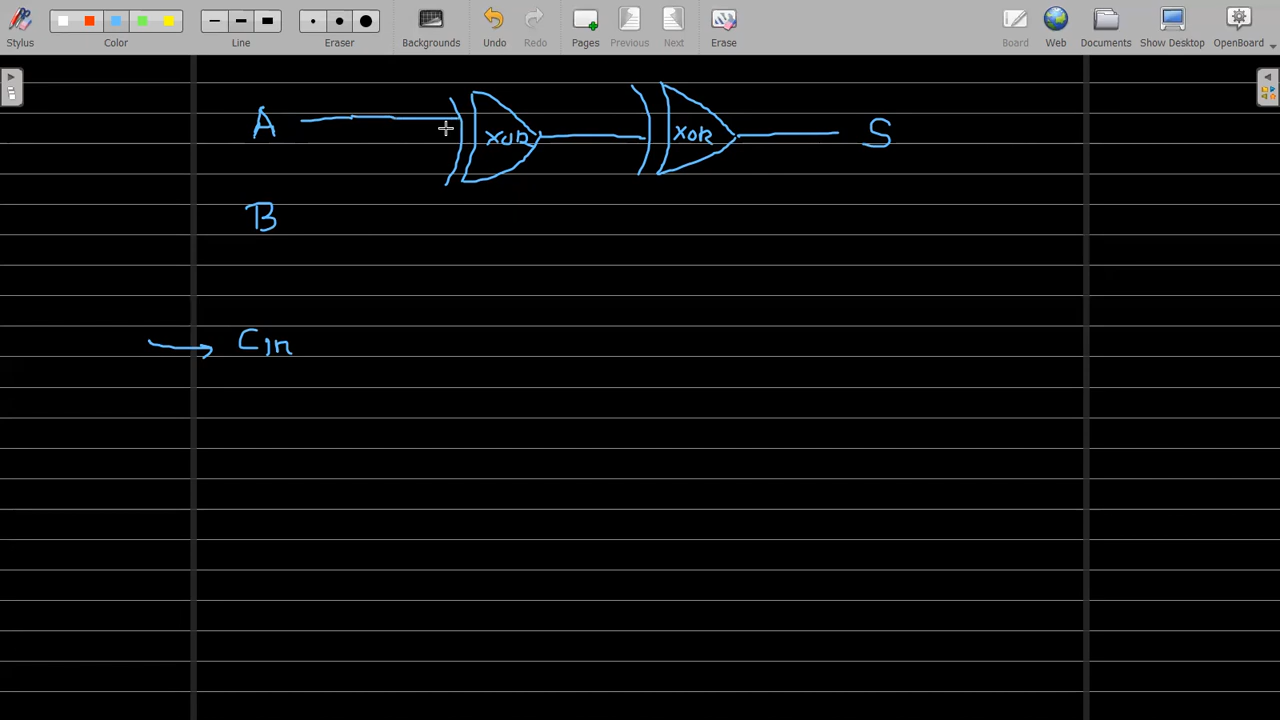 Stylus Color Line Eraser Backgrounds Undo Redo Pages Previous Next Erase Board Web Documents Show Desktop OpenBoard
A XOR XOR S
B
Cin